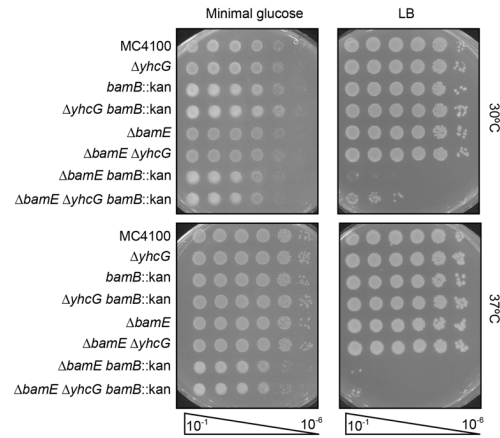 Minimal glucose LB
MC4100
ΔyhcG
bamB::kan
ΔyhcG bamB::kan
ΔbamE
ΔbamE ΔyhcG
ΔbamE bamB::kan
ΔbamE ΔyhcG bamB::kan
30ºC
MC4100
ΔyhcG
bamB::kan
ΔyhcG bamB::kan
ΔbamE
ΔbamE ΔyhcG
ΔbamE bamB::kan
ΔbamE ΔyhcG bamB::kan
37ºC
10⁻¹ 10⁻⁶ 10⁻¹ 10⁻⁶